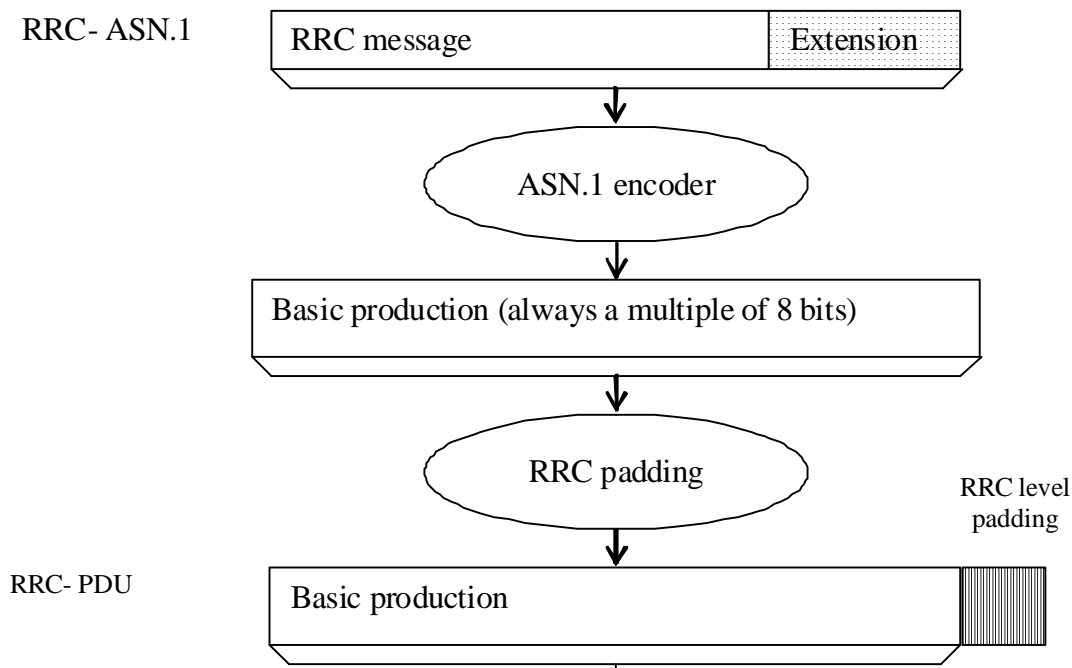 RRC- ASN.1
RRC message
Extension
ASN.1 encoder
Basic production (always a multiple of 8 bits)
RRC padding
RRC level
padding
RRC- PDU
Basic production